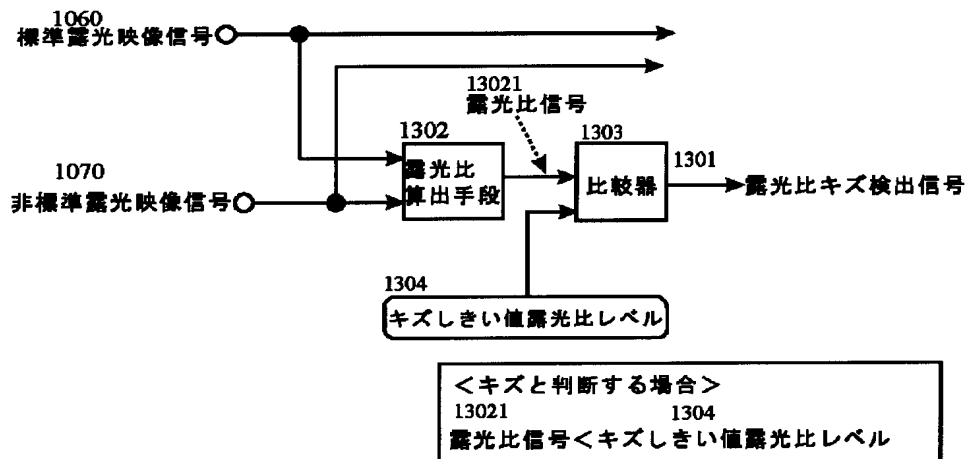 1060
標準露光映像信号
13021
露光比信号
1302
露光比
算出手段
1303
比較器
1301
露光比キズ検出信号
1070
非標準露光映像信号
1304
キズしきい値露光比レベル
＜キズと判断する場合＞
13021 1304
露光比信号＜キズしきい値露光比レベル